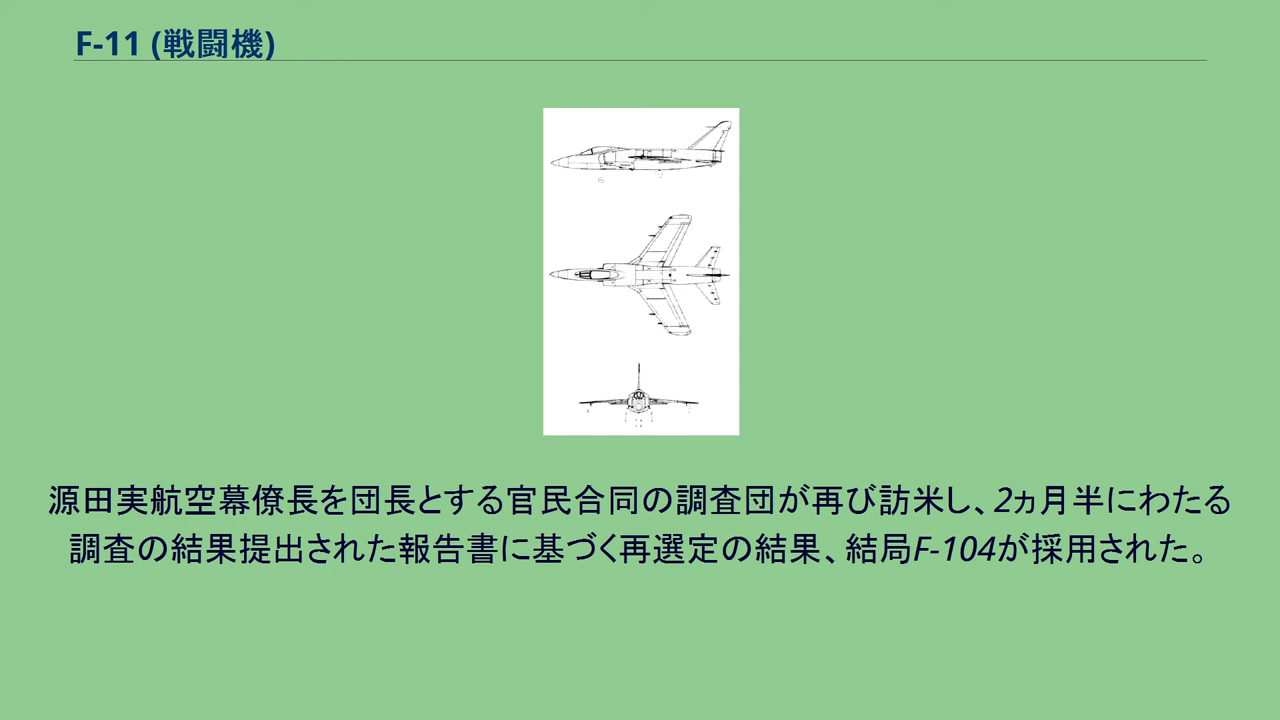 F-11 (戦闘機)
源田実航空幕僚長を団長とする官民合同の調査団が再び訪米し、2ヵ月半にわたる
調査の結果提出された報告書に基づく再選定の結果、結局F-104が採用された。